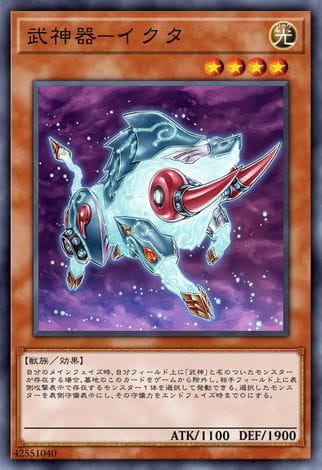 武神器－イクタ
光
【獣族／効果】
自分のメインフェイズ時、自分フィールド上に「武神」と名のついたモンスター
が存在する場合、墓地のこのカードをゲームから除外し、相手フィールド上に表
側攻撃表示で存在するモンスター１体を選択して発動できる。選択したモンス
ターを表側守備表示にし、その守備力をエンドフェイズ時まで０にする。
ATK/1100 DEF/1900
42551040